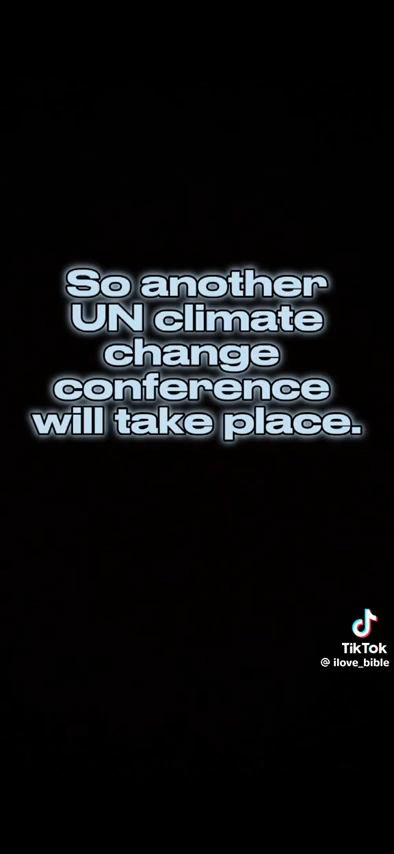 So another
UN climate
change
conference
will take place.
TikTok
@ ilove_bible